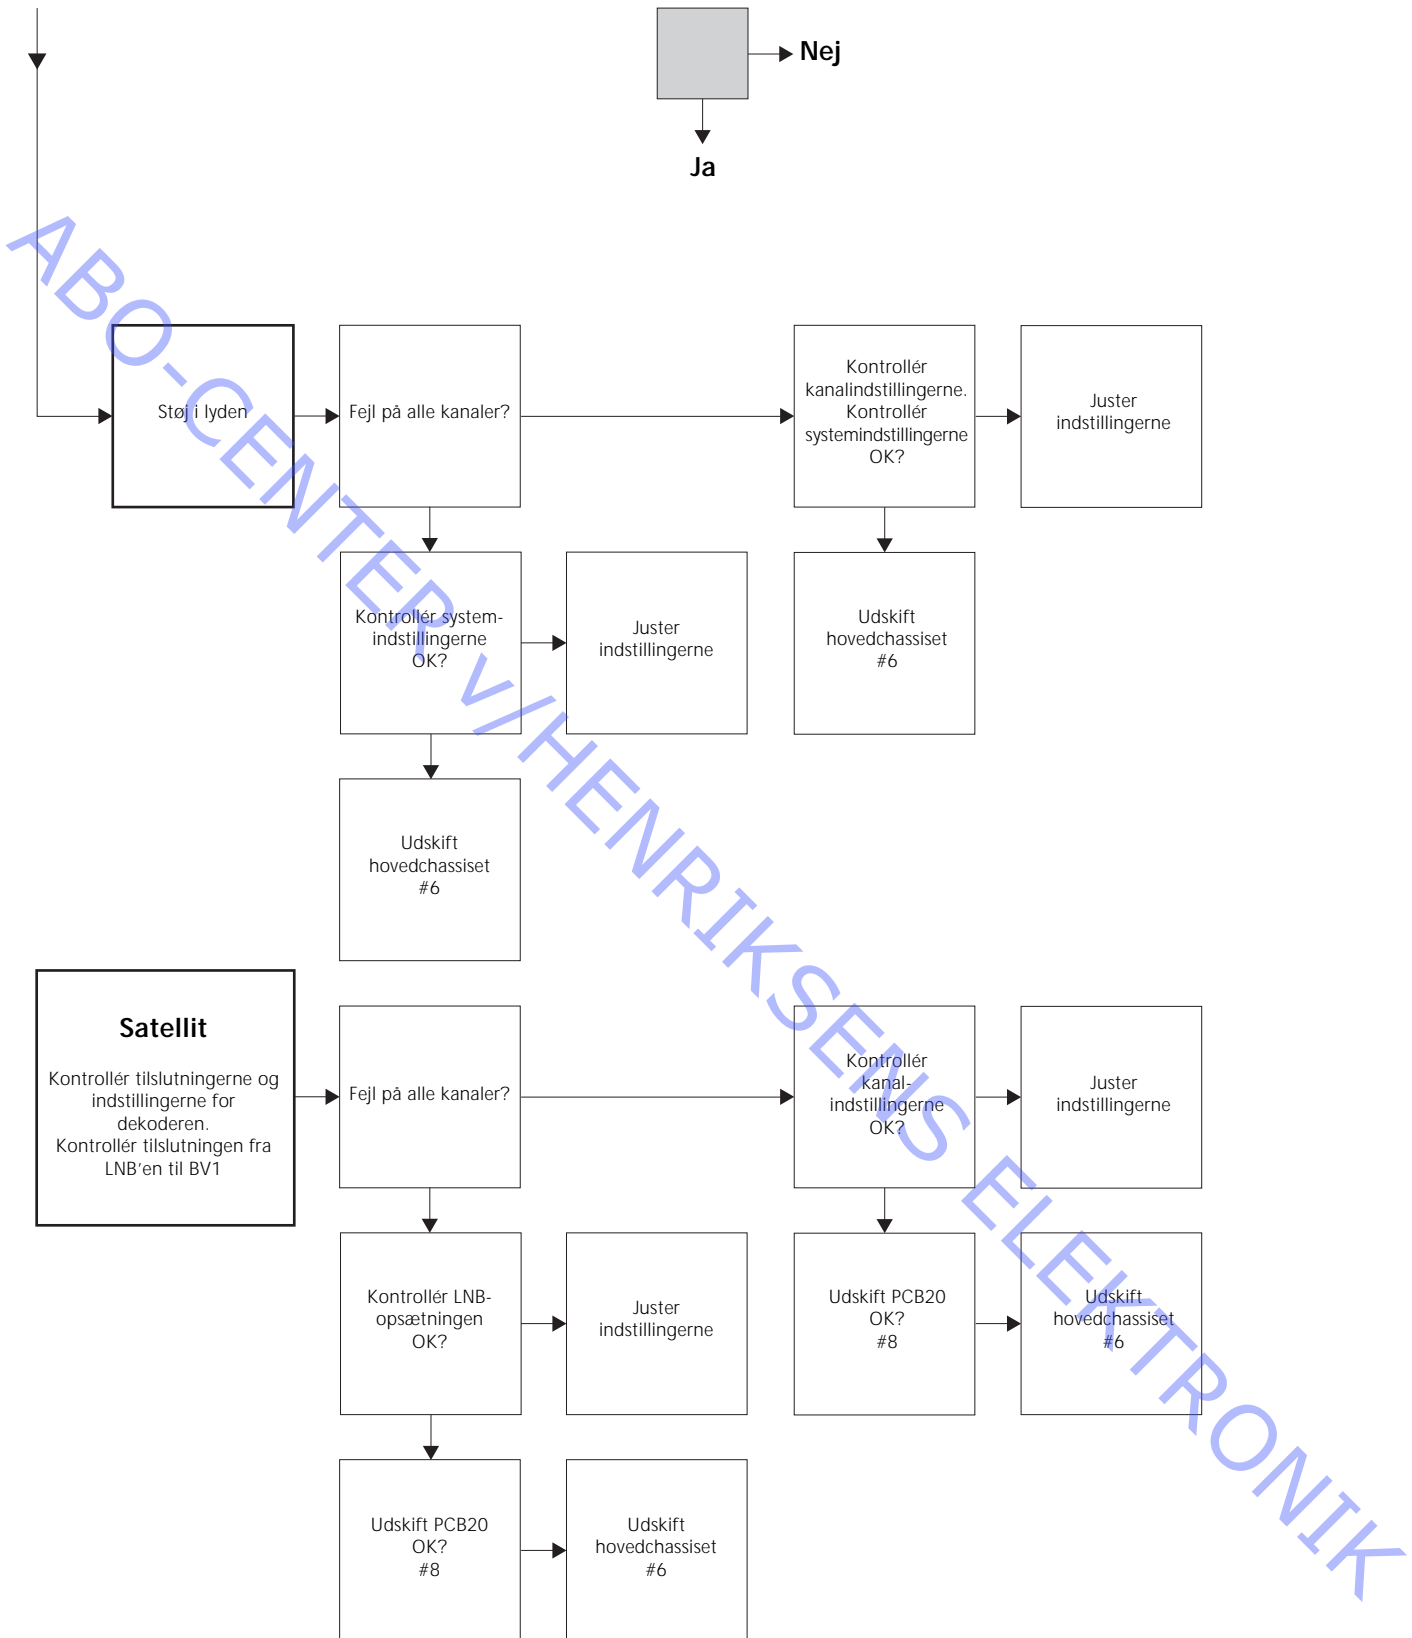 Nej
Ja
Støj i lyden
Fejl på alle kanaler?
Kontrollér
kanalindstillingerne.
Kontrollér
systemindstillingerne
OK?
Juster
indstillingerne
Kontrollér system-
indstillingerne
OK?
Juster
indstillingerne
Udskift
hovedchassiset
#6
Udskift
hovedchassiset
#6
Satellit
Kontrollér tilslutningerne og
indstillingerne for
dekoderen.
Kontrollér tilslutningen fra
LNB'en til BV1
Fejl på alle kanaler?
Kontrollér
kanal-
indstillingerne
OK?
Juster
indstillingerne
Kontrollér LNB-
opsætningen
OK?
Juster
indstillingerne
Udskift PCB20
OK?
#8
Udskift
hovedchassiset
#6
Udskift PCB20
OK?
#8
Udskift
hovedchassiset
#6
ABO-CENTER v/HENRIKSENS ELEKTRONIK